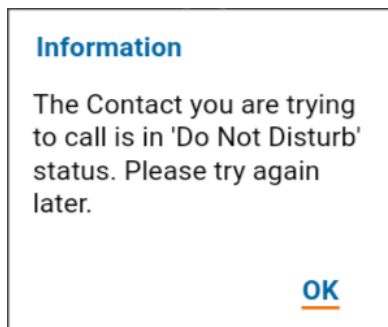 Information
The Contact you are trying
to call is in 'Do Not Disturb'
status. Please try again
later.
OK